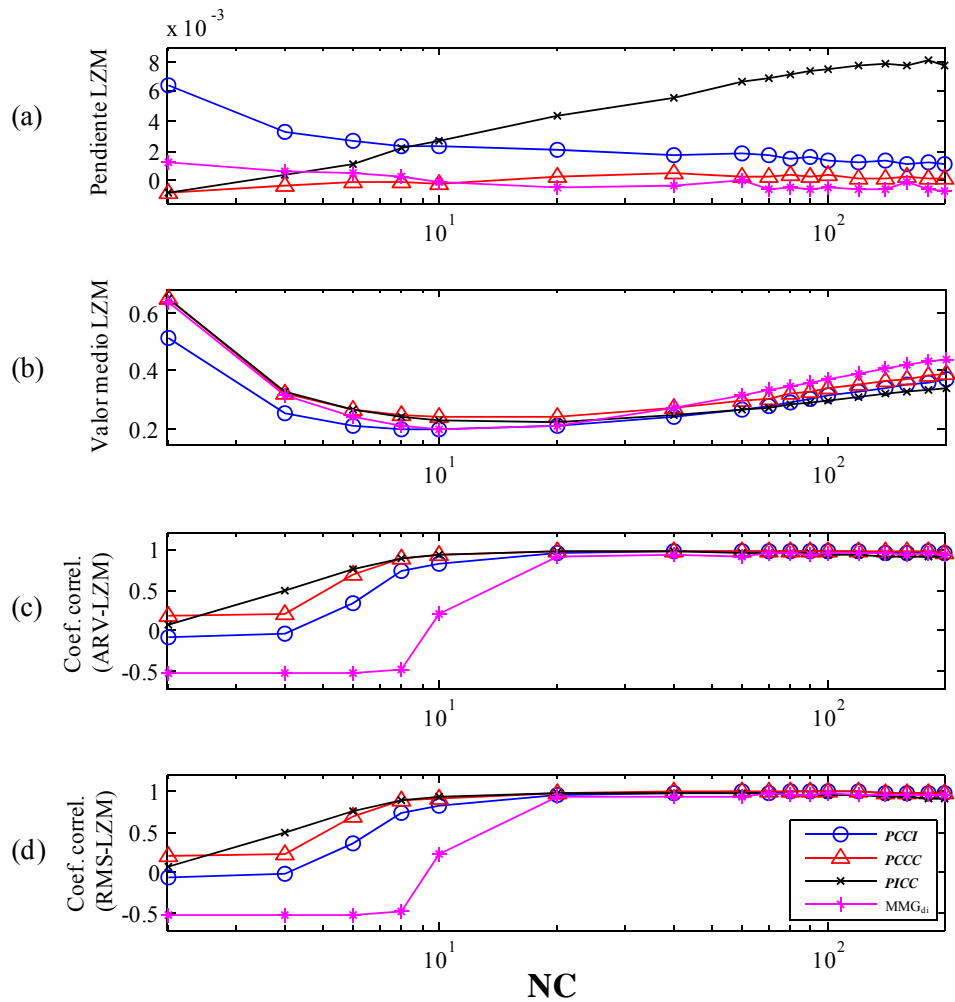 x 10^-3
(a)
Pendiente LZM
8
6
4
2
0
10^1
10^2
(b)
Valor medio LZM
0.6
0.4
0.2
10^1
10^2
(c)
Coef. correl.
(ARV-LZM)
1
0.5
0
-0.5
10^1
10^2
(d)
Coef. correl.
(RMS-LZM)
1
0.5
0
-0.5
10^1
10^2
PCCI
PCCC
PICC
MMG_di
NC